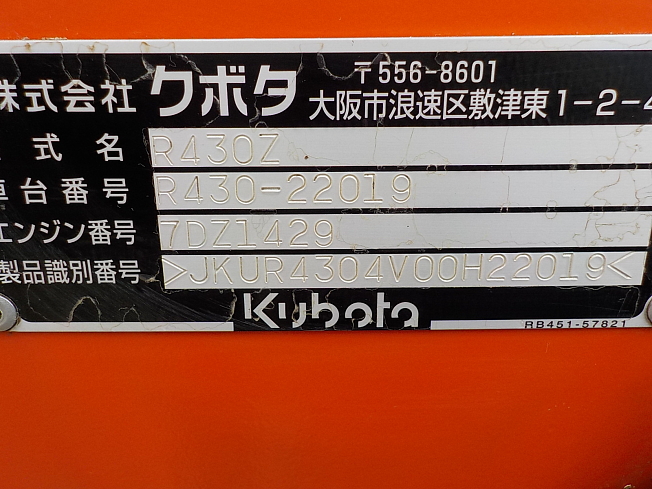 株式会社 クボタ 〒556-8601
大阪市浪速区敷津東1-2-4
式名 R430Z
車台番号 R430-22019
エンジン番号 7DZ1429
製品識別番号 >JKUR4304V00H22019<
Kubota
RB451-57821